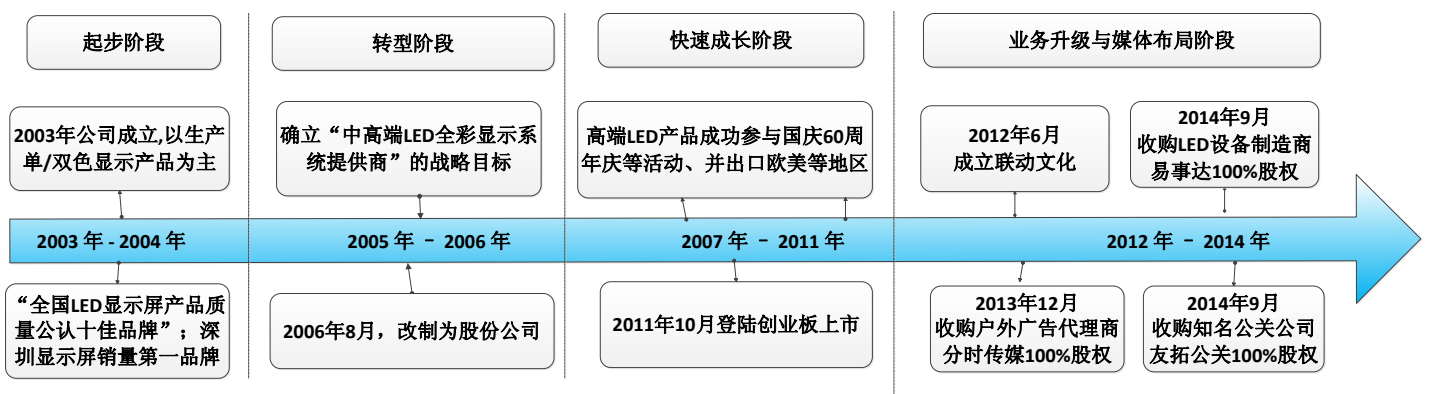 起步阶段
转型阶段
快速成长阶段
业务升级与媒体布局阶段
2003年公司成立,以生产
单/双色显示产品为主
确立“中高端LED全彩显示系
统提供商”的战略目标
高端LED产品成功参与国庆60周
年庆等活动、并出口欧美等地区
2012年6月
成立联动文化
2014年9月
收购LED设备制造商
易事达100%股权
2003 年 - 2004 年
2005 年 – 2006 年
2007 年 – 2011 年
2012 年 – 2014 年
“全国LED显示屏产品质
量公认十佳品牌”；深
圳显示屏销量第一品牌
2006年8月，改制为股份公司
2011年10月登陆创业板上市
2013年12月
收购户外广告代理商
分时传媒100%股权
2014年9月
收购知名公关公司
友拓公关100%股权